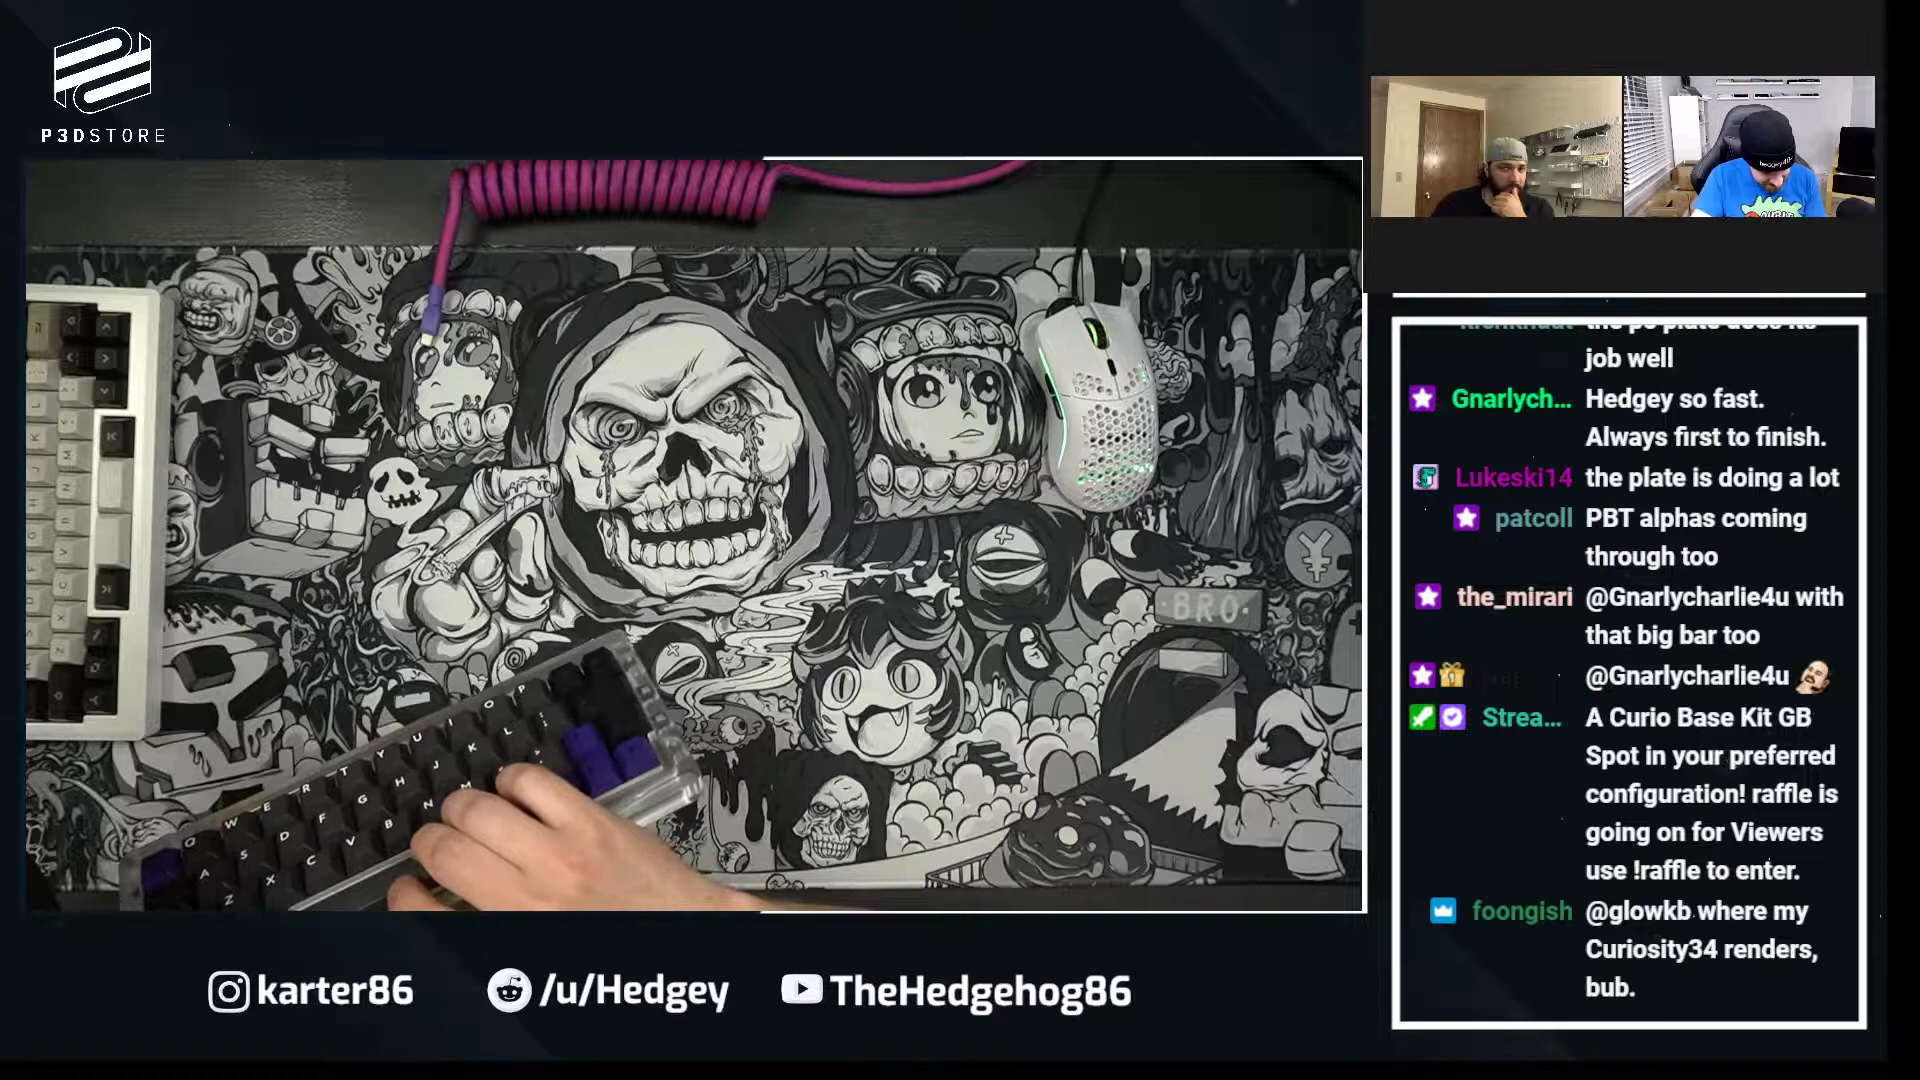 P3DSTORE
hedgey40s
BRO
¥
Q
W
E
R
T
Y
U
I
O
P
A
S
D
F
G
H
J
K
L
Z
X
C
V
B
N
M
job well
Gnarlych... Hedgey so fast.
Always first to finish.
Lukeski14 the plate is doing a lot
patcoll PBT alphas coming
through too
the_mirari @Gnarlycharlie4u with
that big bar too
@Gnarlycharlie4u
Strea... A Curio Base Kit GB
Spot in your preferred
configuration! raffle is
going on for Viewers
use !raffle to enter.
foongish @glowkb where my
Curiosity34 renders,
bub.
karter86
/u/Hedgey
TheHedgehog86